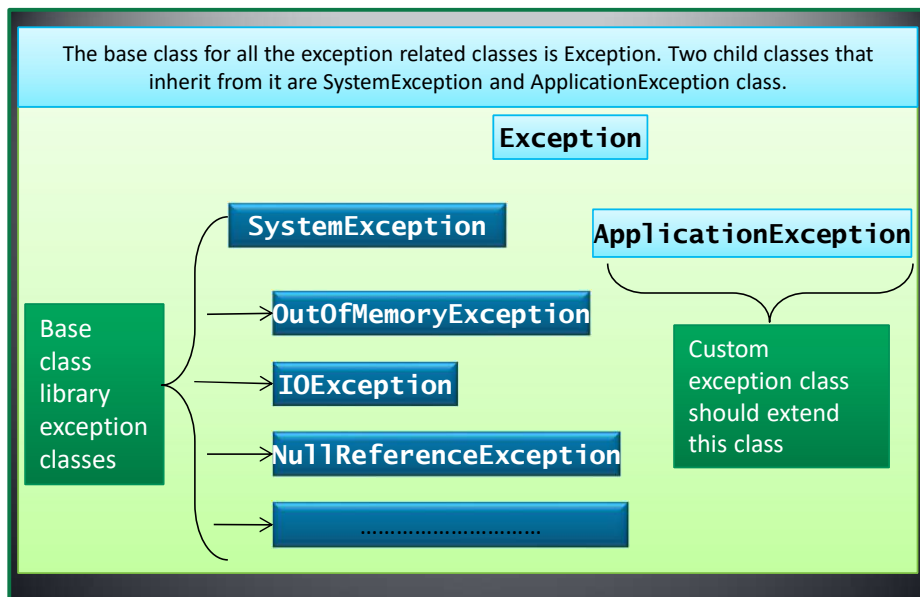 The base class for all the exception related classes is Exception. Two child classes that
inherit from it are SystemException and ApplicationException class.
Exception
SystemException
ApplicationException
OutOfMemoryException
IOException
NullReferenceException
………………………….
Base
class
library
exception
classes
Custom
exception class
should extend
this class